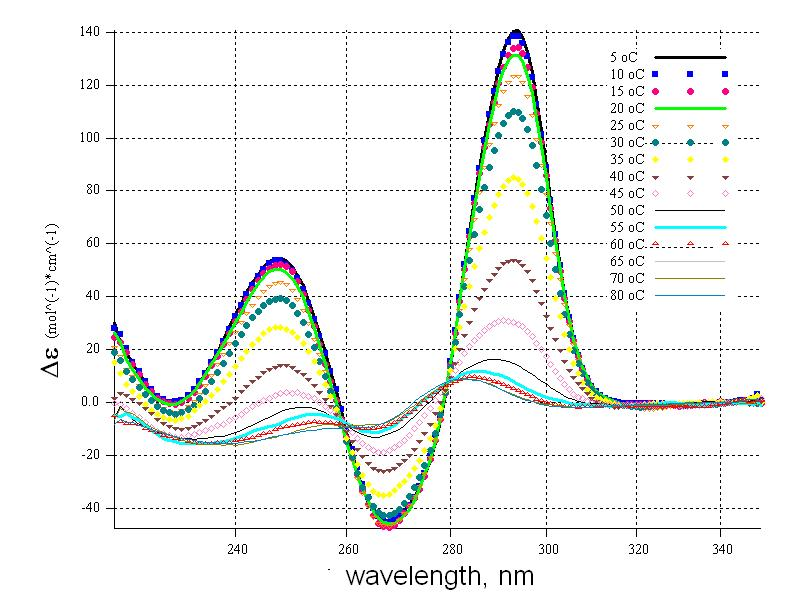 140
120
100
80
60
40
20
0.0
-20
-40
Δε (mol^(-1)*cm^(-1)
5 oC
10 oC
15 oC
20 oC
25 oC
30 oC
35 oC
40 oC
45 oC
50 oC
55 oC
60 oC
65 oC
70 oC
80 oC
240 260 280 300 320 340
wavelength, nm